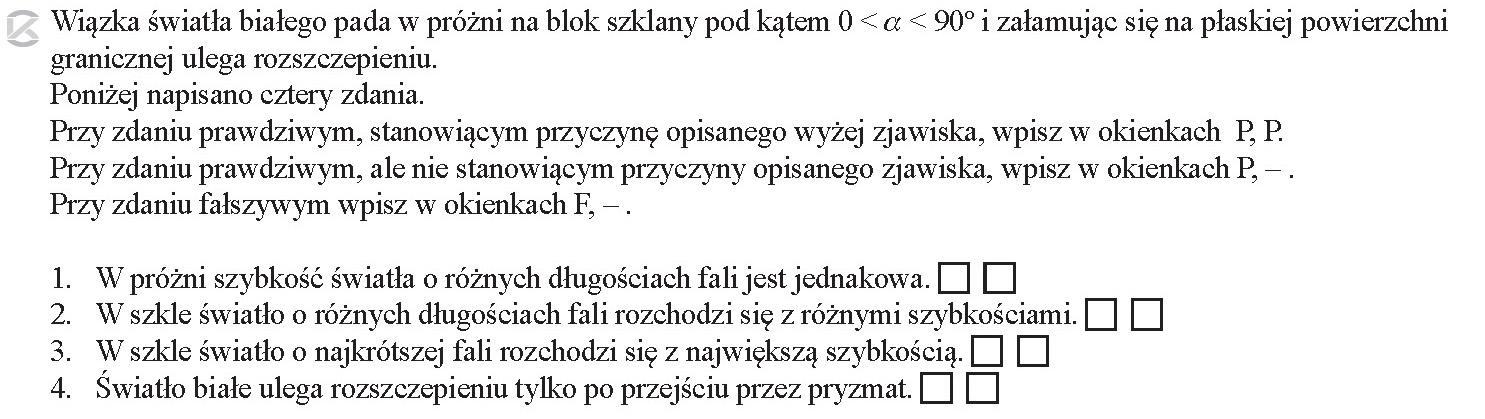 Wiązka światła białego pada w próżni na blok szklany pod kątem 0 < α < 90° i załamując się na płaskiej powierzchni
granicznej ulega rozszczepieniu.
Poniżej napisano cztery zdania.
Przy zdaniu prawdziwym, stanowiącym przyczynę opisanego wyżej zjawiska, wpisz w okienkach P, P.
Przy zdaniu prawdziwym, ale nie stanowiącym przyczyny opisanego zjawiska, wpisz w okienkach P, – .
Przy zdaniu fałszywym wpisz w okienkach F, – .
1. W próżni szybkość światła o różnych długościach fali jest jednakowa. □ □
2. W szkle światło o różnych długościach fali rozchodzi się z różnymi szybkościami. □ □
3. W szkle światło o najkrótszej fali rozchodzi się z największą szybkością. □ □
4. Światło białe ulega rozszczepieniu tylko po przejściu przez pryzmat. □ □